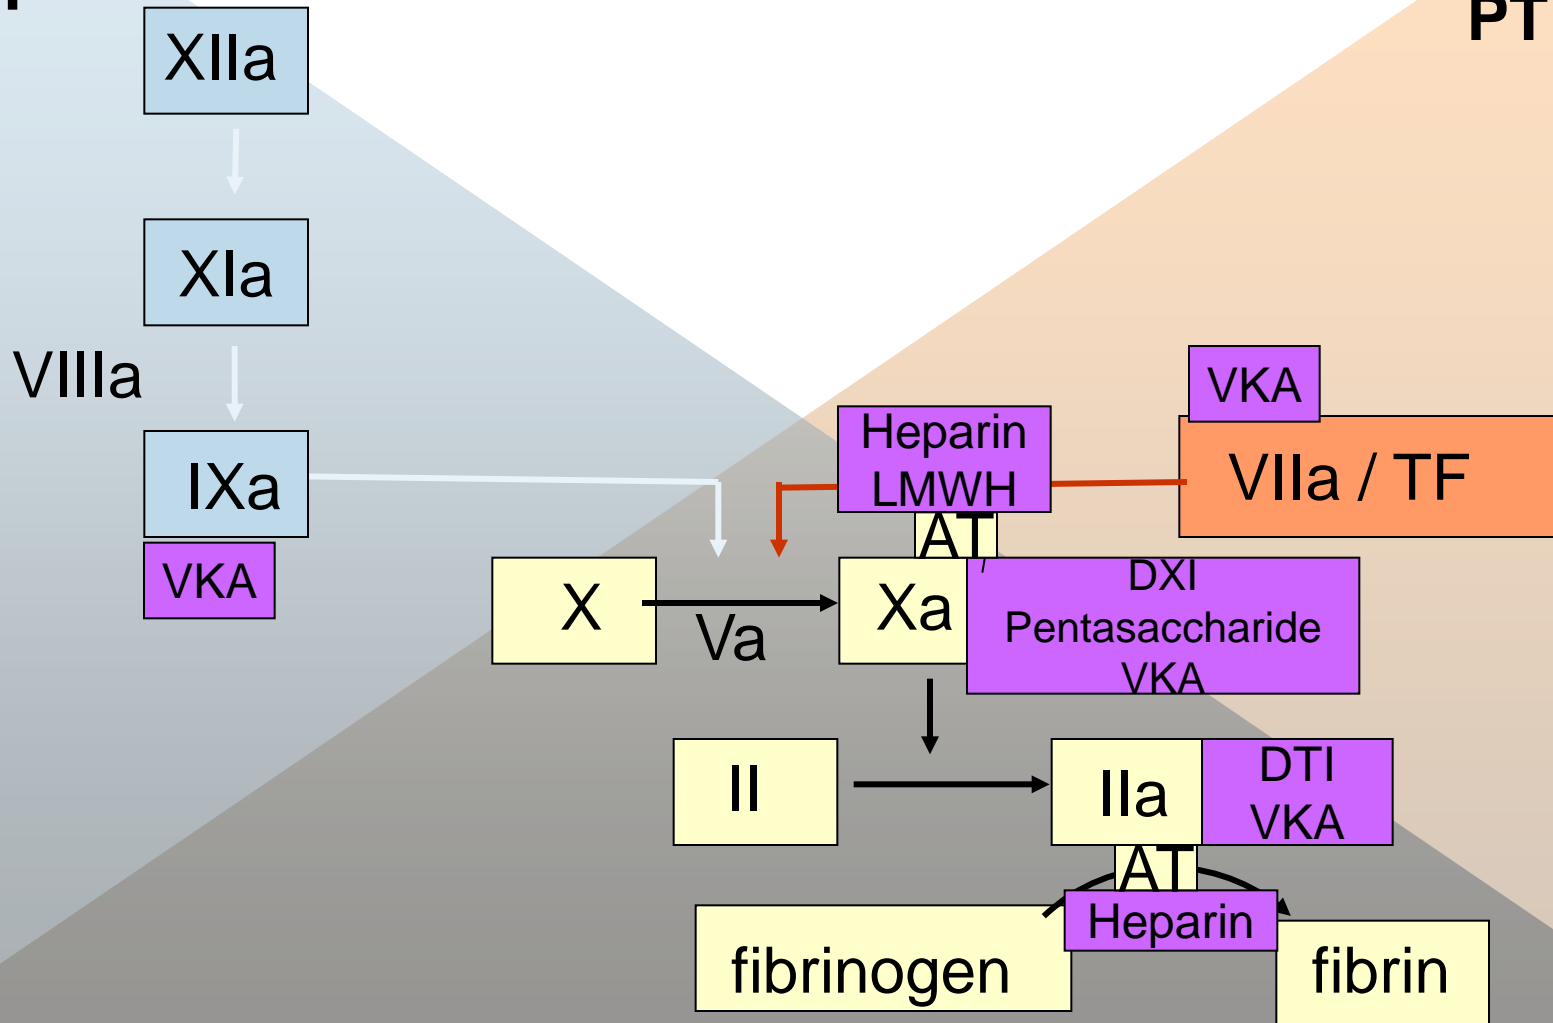 PT
XIIa
XIa
VIIIa
VKA
Heparin
LMWH
VIIa / TF
IXa
AT
VKA
X
Va
Xa
DXI
Pentasaccharide
VKA
II
IIa
DTI
VKA
AT
Heparin
fibrinogen
fibrin